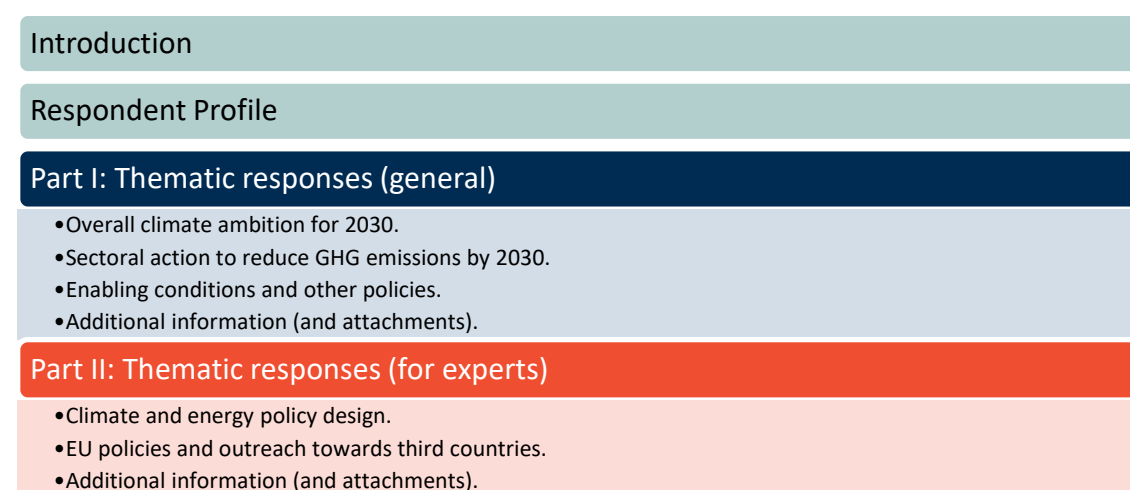 Introduction
Respondent Profile
Part I: Thematic responses (general)
•Overall climate ambition for 2030.
•Sectoral action to reduce GHG emissions by 2030.
•Enabling conditions and other policies.
•Additional information (and attachments).
Part II: Thematic responses (for experts)
•Climate and energy policy design.
•EU policies and outreach towards third countries.
•Additional information (and attachments).